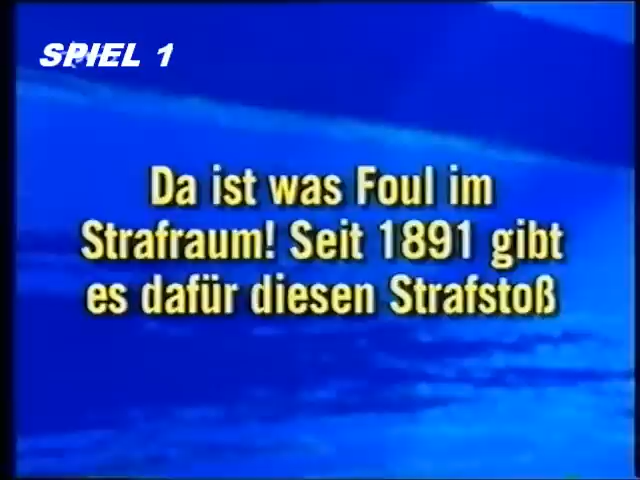 SPIEL 1
Da ist was Foul im
Strafraum! Seit 1891 gibt
es dafür diesen Strafstoß